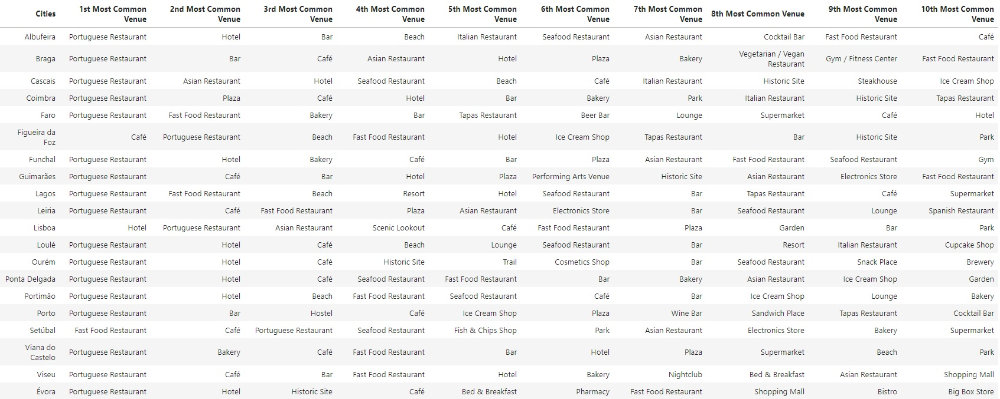 Cities 1st Most Common Venue 2nd Most Common Venue 3rd Most Common Venue 4th Most Common Venue 5th Most Common Venue 6th Most Common Venue 7th Most Common Venue 8th Most Common Venue 9th Most Common Venue 10th Most Common Venue
Albufeira Portuguese Restaurant Hotel Bar Beach Italian Restaurant Seafood Restaurant Asian Restaurant Cocktail Bar Fast Food Restaurant Café
Braga Portuguese Restaurant Bar Café Asian Restaurant Hotel Plaza Bakery Vegetarian / Vegan Restaurant Gym / Fitness Center Fast Food Restaurant
Cascais Portuguese Restaurant Asian Restaurant Hotel Seafood Restaurant Beach Café Italian Restaurant Historic Site Steakhouse Ice Cream Shop
Coimbra Portuguese Restaurant Plaza Café Hotel Bar Bakery Park Italian Restaurant Historic Site Tapas Restaurant
Faro Portuguese Restaurant Fast Food Restaurant Bakery Bar Tapas Restaurant Beer Bar Lounge Supermarket Café Hotel
Figueira da Foz Café Portuguese Restaurant Beach Fast Food Restaurant Hotel Ice Cream Shop Tapas Restaurant Bar Historic Site Park
Funchal Portuguese Restaurant Hotel Bakery Café Bar Plaza Asian Restaurant Fast Food Restaurant Seafood Restaurant Gym
Guimarães Portuguese Restaurant Café Bar Hotel Plaza Performing Arts Venue Historic Site Asian Restaurant Electronics Store Fast Food Restaurant
Lagos Portuguese Restaurant Fast Food Restaurant Beach Resort Hotel Seafood Restaurant Bar Tapas Restaurant Café Supermarket
Leiria Portuguese Restaurant Café Fast Food Restaurant Plaza Asian Restaurant Electronics Store Bar Seafood Restaurant Lounge Spanish Restaurant
Lisboa Hotel Portuguese Restaurant Asian Restaurant Scenic Lookout Café Fast Food Restaurant Plaza Garden Bar Park
Loulé Portuguese Restaurant Hotel Café Beach Lounge Seafood Restaurant Bar Resort Italian Restaurant Cupcake Shop
Ourém Portuguese Restaurant Hotel Café Historic Site Trail Cosmetics Shop Bar Seafood Restaurant Snack Place Brewery
Ponta Delgada Portuguese Restaurant Hotel Café Seafood Restaurant Fast Food Restaurant Bar Bakery Asian Restaurant Ice Cream Shop Garden
Portimão Portuguese Restaurant Hotel Beach Fast Food Restaurant Seafood Restaurant Café Bar Ice Cream Shop Lounge Bakery
Porto Portuguese Restaurant Bar Hostel Café Ice Cream Shop Plaza Wine Bar Sandwich Place Tapas Restaurant Cocktail Bar
Setúbal Fast Food Restaurant Café Portuguese Restaurant Seafood Restaurant Fish & Chips Shop Park Asian Restaurant Electronics Store Bakery Supermarket
Viana do Castelo Portuguese Restaurant Bakery Café Fast Food Restaurant Bar Hotel Plaza Supermarket Beach Park
Viseu Portuguese Restaurant Café Bar Fast Food Restaurant Hotel Bakery Nightclub Bed & Breakfast Asian Restaurant Shopping Mall
Évora Portuguese Restaurant Hotel Historic Site Café Bed & Breakfast Pharmacy Fast Food Restaurant Shopping Mall Bistro Big Box Store